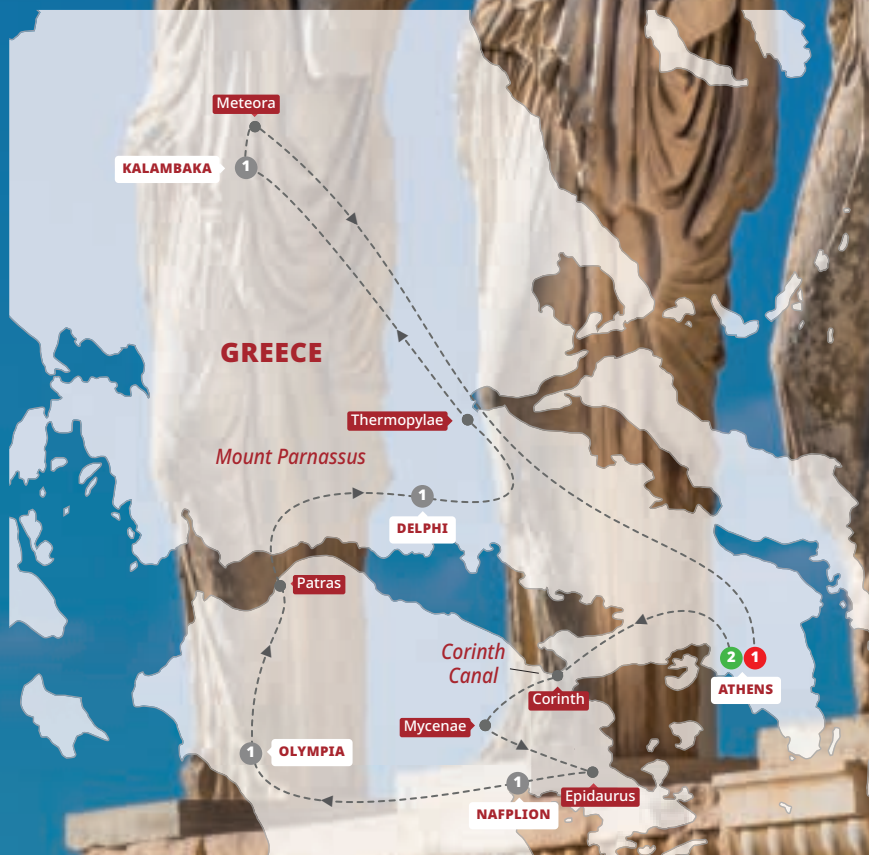 Meteora
1
KALAMBAKA
GREECE
Thermopylae
Mount Parnassus
1
DELPHI
Patras
Corinth
Canal
2
1
ATHENS
Corinth
Mycenae
1
OLYMPIA
1
Epidaurus
NAFPLION